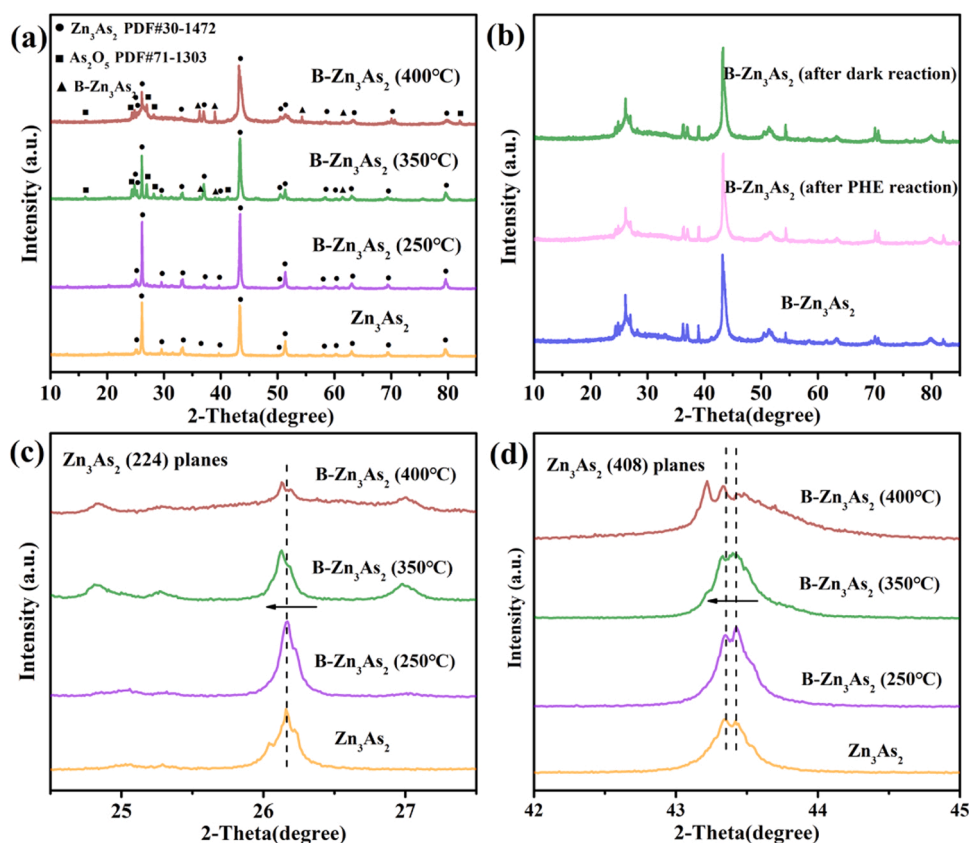 (a)
● Zn₃As₂ PDF#30-1472
■ As₂O₅ PDF#71-1303
▲ B-Zn₃As₂
B-Zn₃As₂ (400°C)
B-Zn₃As₂ (350°C)
B-Zn₃As₂ (250°C)
Zn₃As₂
Intensity (a.u.)
10 20 30 40 50 60 70 80
2-Theta(degree)
(b)
B-Zn₃As₂ (after dark reaction)
B-Zn₃As₂ (after PHE reaction)
B-Zn₃As₂
Intensity (a.u.)
10 20 30 40 50 60 70 80
2-Theta(degree)
(c)
Zn₃As₂ (224) planes
B-Zn₃As₂ (400°C)
B-Zn₃As₂ (350°C)
B-Zn₃As₂ (250°C)
Zn₃As₂
Intensity (a.u.)
25 26 27
2-Theta(degree)
(d)
Zn₃As₂ (408) planes
B-Zn₃As₂ (400°C)
B-Zn₃As₂ (350°C)
B-Zn₃As₂ (250°C)
Zn₃As₂
Intensity (a.u.)
42 43 44 45
2-Theta(degree)